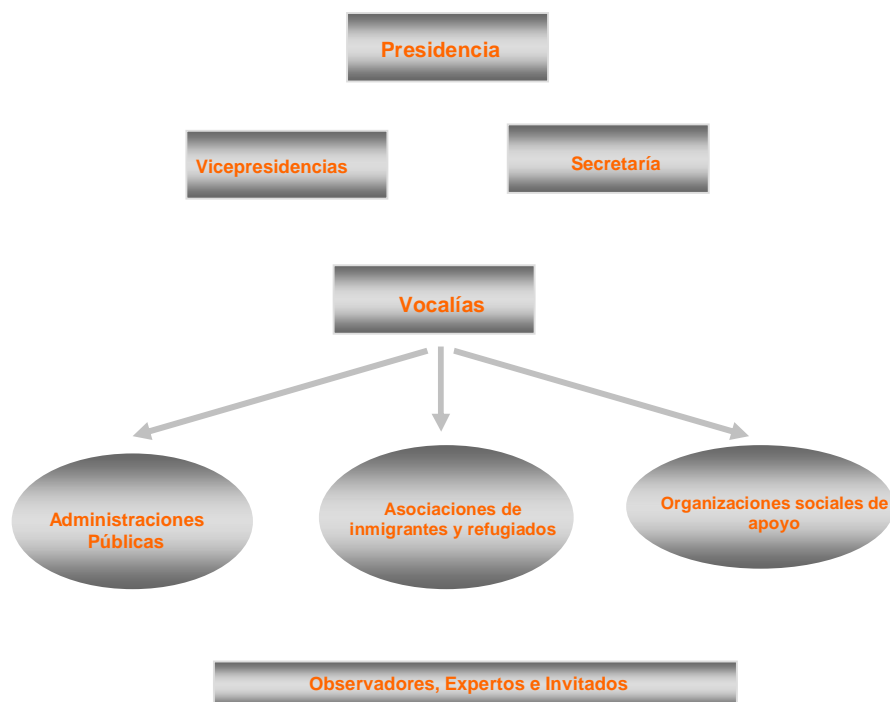 Presidencia
Vicepresidencias
Secretaría
Vocalías
Administraciones
Públicas
Asociaciones de
inmigrantes y refugiados
Organizaciones sociales de
apoyo
Observadores, Expertos e Invitados